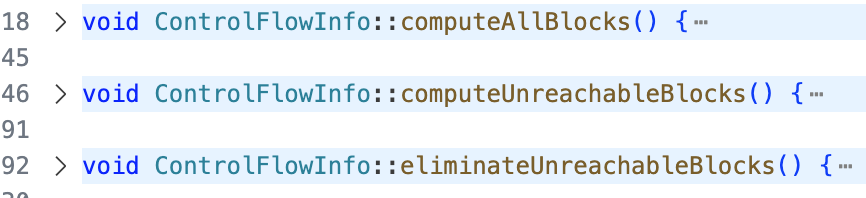 18 > void ControlFlowInfo::computeAllBlocks() {⋯
45
46 > void ControlFlowInfo::computeUnreachableBlocks() {⋯
91
92 > void ControlFlowInfo::eliminateUnreachableBlocks() {⋯